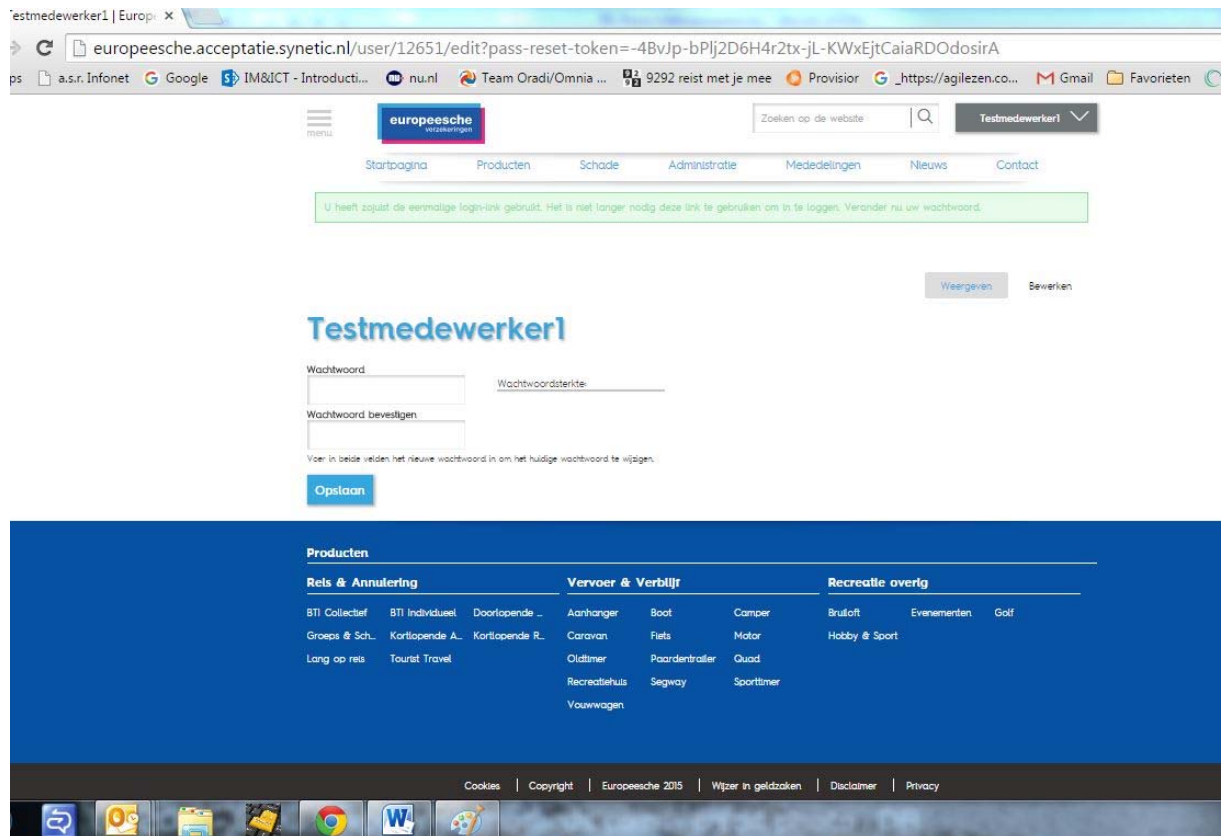 Testmedewerker1 | Europ
europeesche.acceptatie.synetic.nl/user/12651/edit?pass-reset-token=-4BvJp-bPlj2D6H4r2tx-jL-KWxEjtCaiaRDOdosirA
ps a.s.r. Infonet Google IM&ICT - Introducti... nu.nl Team Oradi/Omnia ... 9292 reist met je mee Provisior _https://agilezen.co... Gmail Favorieten
menu europeesche verzekeringen Zoeken op de website Testmedewerker1
Startpagina Producten Schade Administratie Mededelingen Nieuws Contact
U heeft zojuist de eenmalige login-link gebruikt. Het is niet langer nodig deze link te gebruiken om in te loggen. Verander nu uw wachtwoord.
Weergeven Bewerken
Testmedewerker1
Wachtwoord
Wachtwoordsterkte:
Wachtwoord bevestigen
Voer in beide velden het nieuwe wachtwoord in om het huidige wachtwoord te wijzigen.
Opslaan
Producten
Reis & Annulering Vervoer & Verblijf Recreatie overig
BTI Collectief BTI Individueel Doorlopende ... Aanhanger Boot Camper Bruiloft Evenementen Golf
Groeps & Sch... Kortlopende A... Kortlopende R... Caravan Fiets Motor Hobby & Sport
Lang op reis Tourist Travel Oldtimer Paardentrailer Quad
Recreatiehuis Segway Sporttimer
Vouwwagen
Cookies | Copyright | Europeesche 2015 | Wijzer in geldzaken | Disclaimer | Privacy